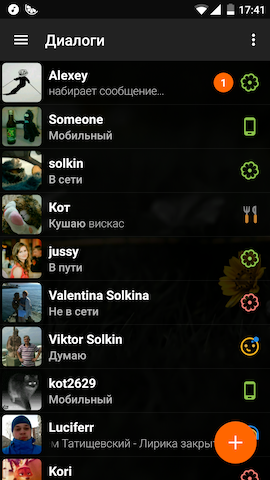 17:41
Диалоги
Alexey
набирает сообщение...
1
Someone
Мобильный
solkin
В сети
Кот
Кушаю вискас
jussy
В пути
Valentina Solkina
Не в сети
Viktor Solkin
Думаю
kot2629
Мобильный
Luciferr
м Татищевский - Лирика закрыт
Kori